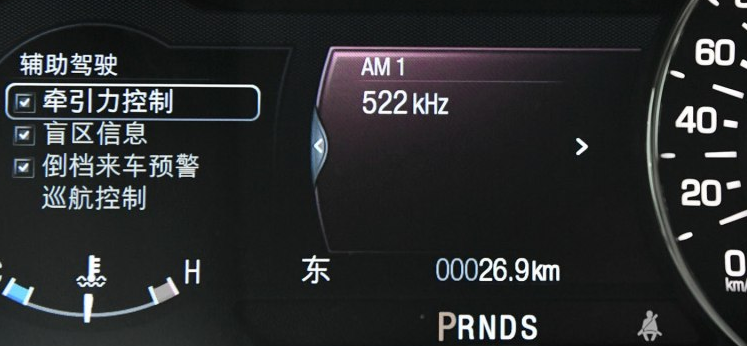 辅助驾驶
牵引力控制
盲区信息
倒档来车预警
巡航控制
H
AM 1
522 kHz
东
00026.9km
PRNDS
60
40
20
0